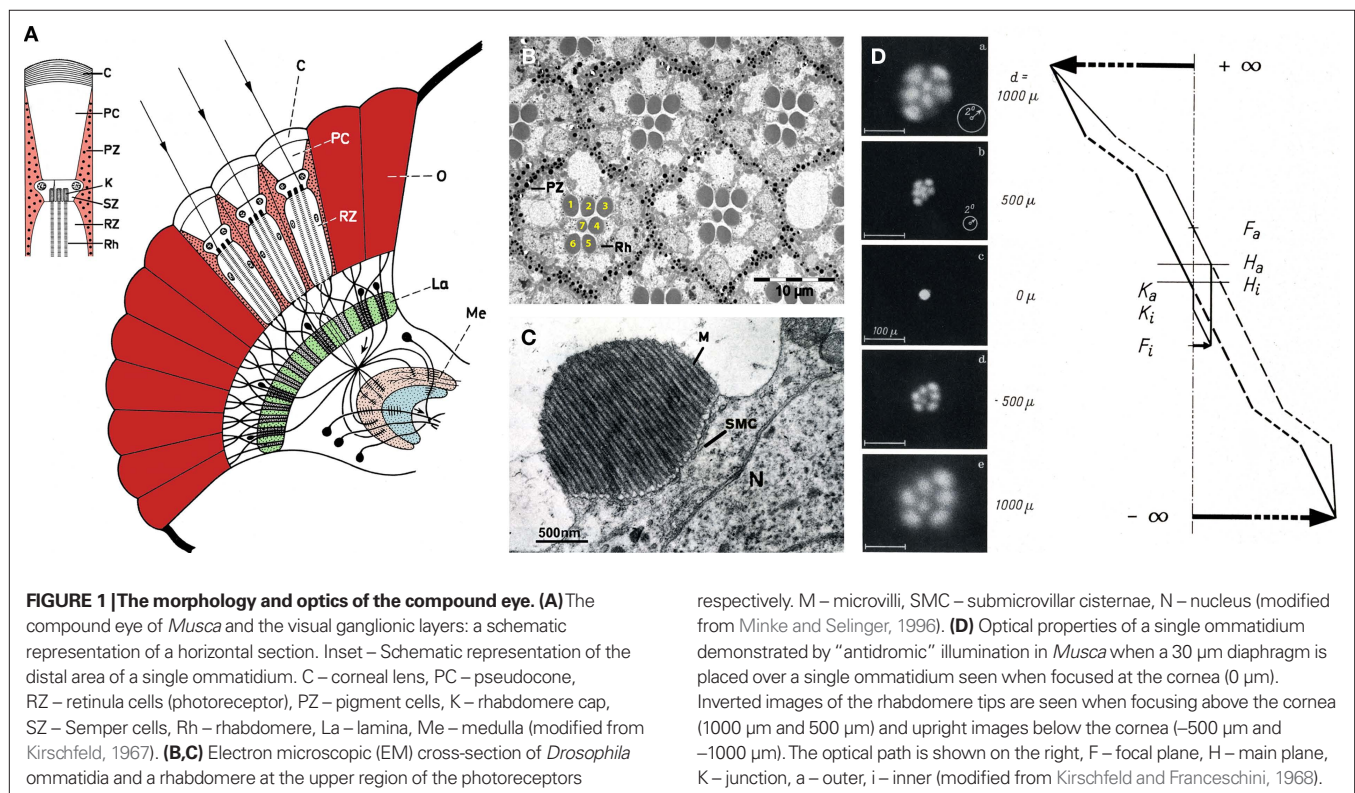 A
C
PC
PZ
K
SZ
RZ
Rh
C
PC
O
RZ
La
Me
B
PZ
1 2 3
7 4
6 5
Rh
10 µm
C
M
SMC
N
500nm
D
a.
2°
b
2°
c
100 µ
d.
e
d =
1000 µ
500 µ
0 µ
- 500 µ
1000 µ
+ ∞
Fa
Ha
Hi
Ka
Ki
Fi
- ∞
FIGURE 1 | The morphology and optics of the compound eye. (A) The
compound eye of Musca and the visual ganglionic layers: a schematic
representation of a horizontal section. Inset – Schematic representation of the
distal area of a single ommatidium. C – corneal lens, PC – pseudocone,
RZ – retinula cells (photoreceptor), PZ – pigment cells, K – rhabdomere cap,
SZ – Semper cells, Rh – rhabdomere, La – lamina, Me – medulla (modified from
Kirschfeld, 1967). (B,C) Electron microscopic (EM) cross-section of Drosophila
ommatidia and a rhabdomere at the upper region of the photoreceptors
respectively. M – microvilli, SMC – submicrovillar cisternae, N – nucleus (modified
from Minke and Selinger, 1996). (D) Optical properties of a single ommatidium
demonstrated by “antidromic” illumination in Musca when a 30 µm diaphragm is
placed over a single ommatidium seen when focused at the cornea (0 µm).
Inverted images of the rhabdomere tips are seen when focusing above the cornea
(1000 µm and 500 µm) and upright images below the cornea (–500 µm and
–1000 µm). The optical path is shown on the right, F – focal plane, H – main plane,
K – junction, a – outer, i – inner (modified from Kirschfeld and Franceschini, 1968).